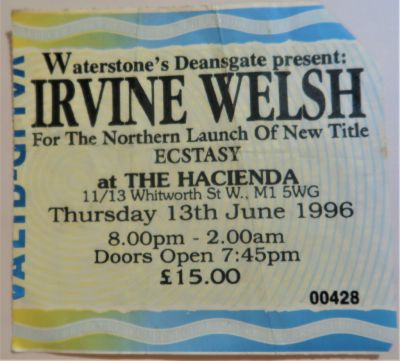 Waterstone's Deansgate present:
IRVINE WELSH
For The Northern Launch Of New Title
ECSTASY
at THE HACIENDA
11/13 Whitworth St W., M1 5WG
Thursday 13th June 1996
8.00pm - 2.00am
Doors Open 7:45pm
£15.00
00428